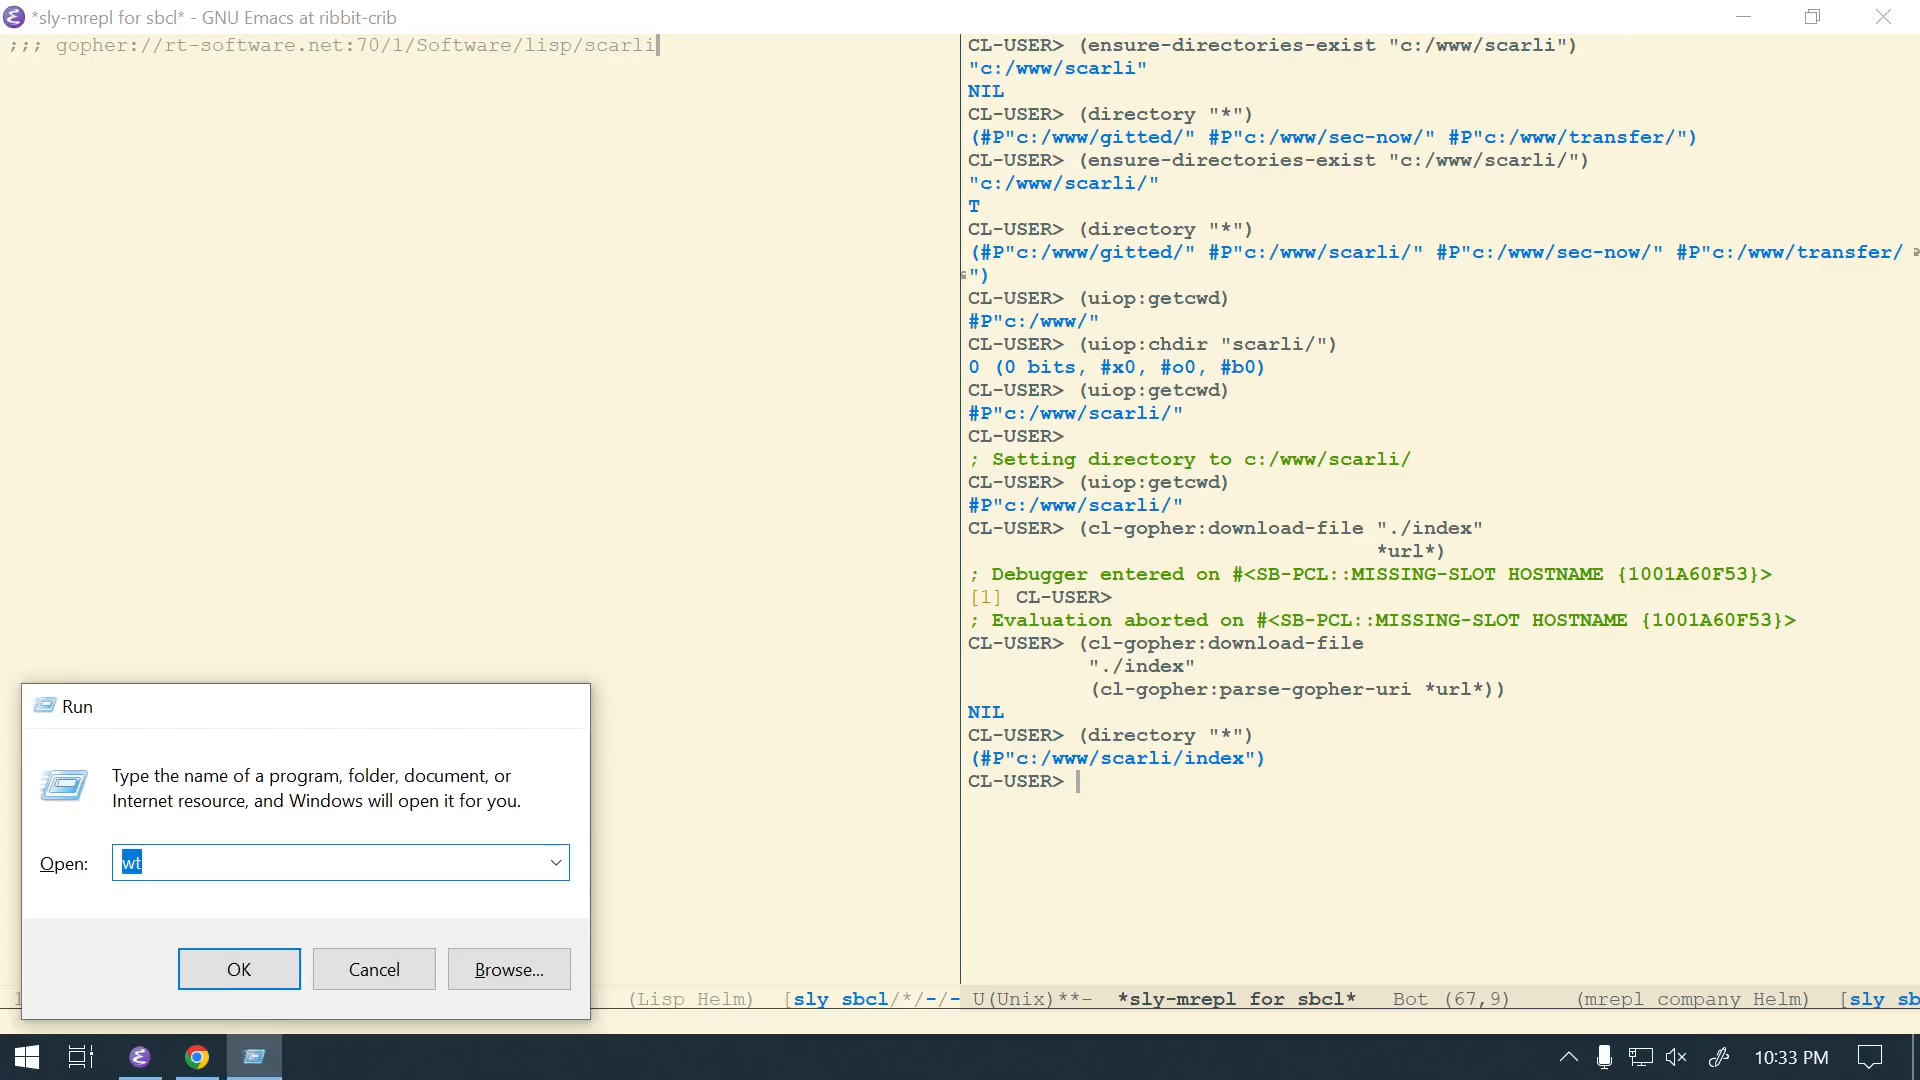 *sly-mrepl for sbcl* - GNU Emacs at ribbit-crib
;;; gopher://rt-software.net:70/1/Software/lisp/scarli
CL-USER> (ensure-directories-exist "c:/www/scarli")
"c:/www/scarli"
NIL
CL-USER> (directory "*")
(#P"c:/www/gitted/" #P"c:/www/sec-now/" #P"c:/www/transfer/")
CL-USER> (ensure-directories-exist "c:/www/scarli/")
"c:/www/scarli/"
T
CL-USER> (directory "*")
(#P"c:/www/gitted/" #P"c:/www/scarli/" #P"c:/www/sec-now/" #P"c:/www/transfer/
")
CL-USER> (uiop:getcwd)
#P"c:/www/"
CL-USER> (uiop:chdir "scarli/")
0 (0 bits, #x0, #o0, #b0)
CL-USER> (uiop:getcwd)
#P"c:/www/scarli/"
CL-USER>
; Setting directory to c:/www/scarli/
CL-USER> (uiop:getcwd)
#P"c:/www/scarli/"
CL-USER> (cl-gopher:download-file "./index"
*url*)
; Debugger entered on #<SB-PCL::MISSING-SLOT HOSTNAME {1001A60F53}>
[1] CL-USER>
; Evaluation aborted on #<SB-PCL::MISSING-SLOT HOSTNAME {1001A60F53}>
CL-USER> (cl-gopher:download-file
"./index"
(cl-gopher:parse-gopher-uri *url*))
NIL
CL-USER> (directory "*")
(#P"c:/www/scarli/index")
CL-USER>
Run
Type the name of a program, folder, document, or
Internet resource, and Windows will open it for you.
Open: wt
OK Cancel Browse...
(Lisp Helm) [sly sbcl/*/-/-
U(Unix)**- *sly-mrepl for sbcl* Bot (67,9) (mrepl company Helm) [sly sb
10:33 PM